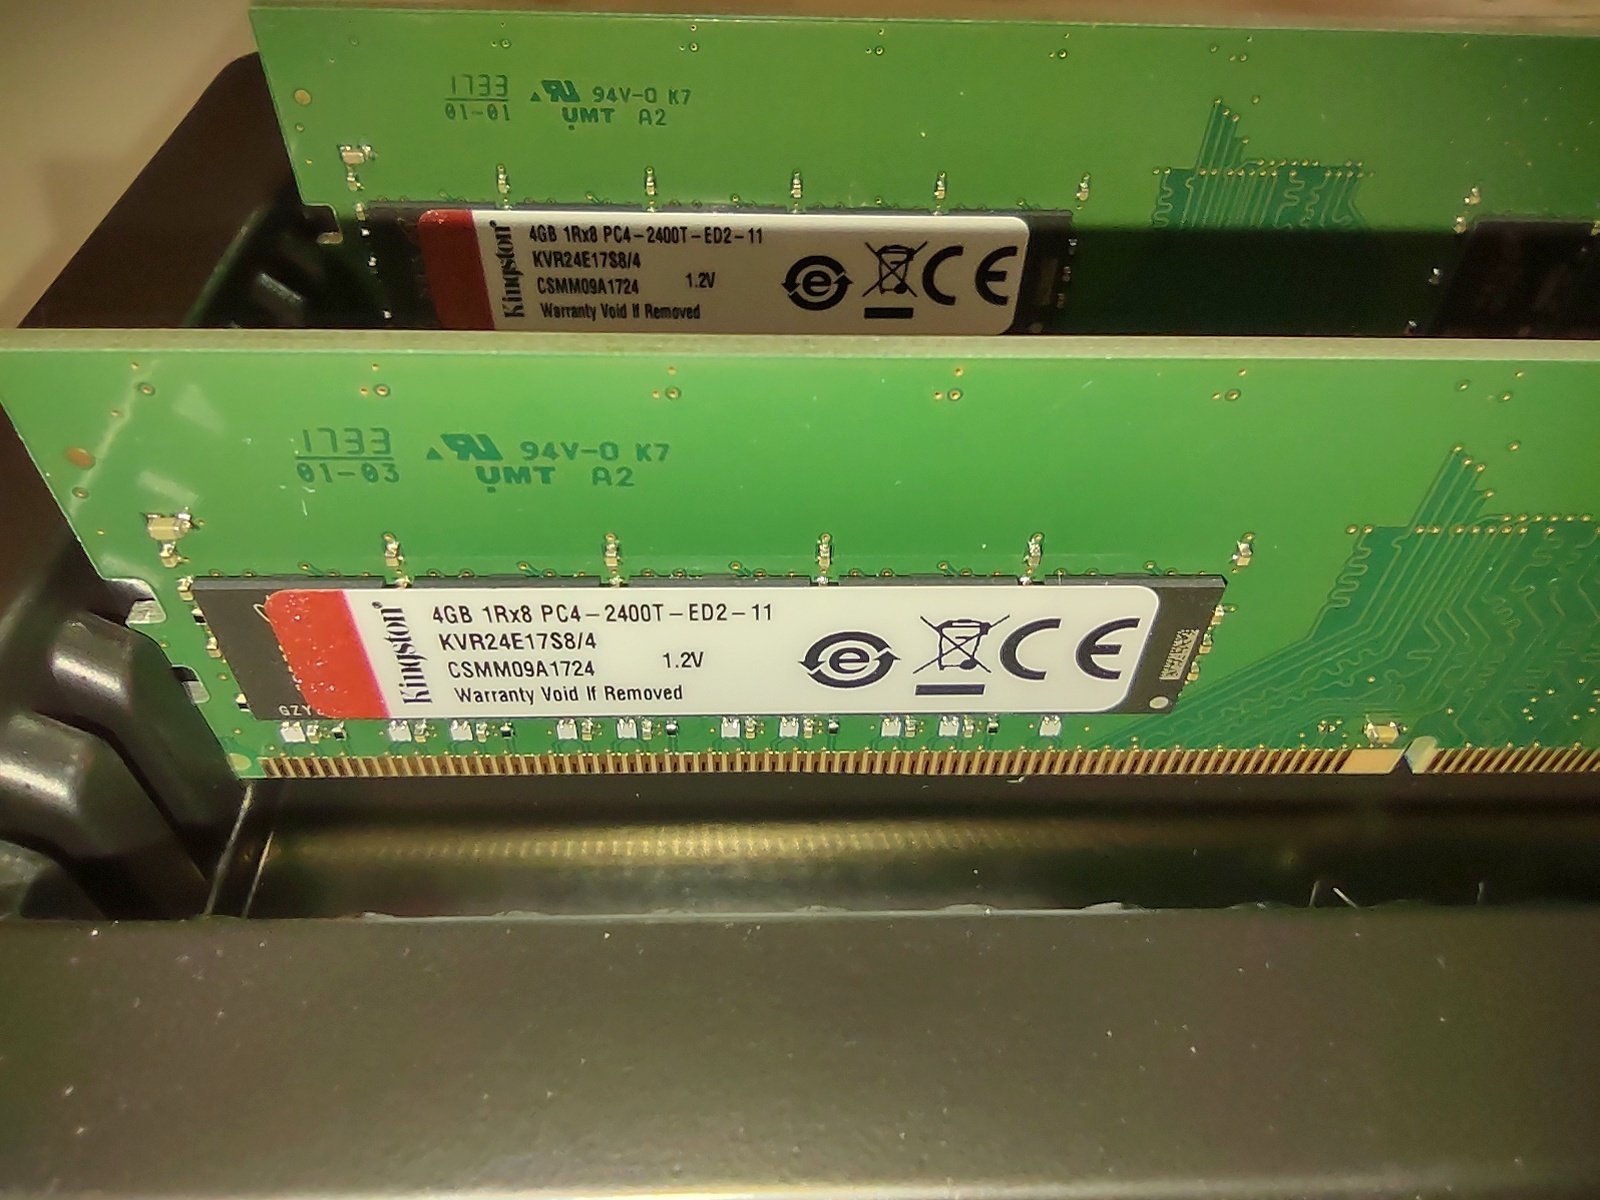 1733
01-01
94V-0 K7
UMT A2
Kingston
4GB 1Rx8 PC4-2400T-ED2-11
KVR24E17S8/4
CSMM09A1724 1.2V
Warranty Void If Removed
e
CE
1733
01-03
94V-0 K7
UMT A2
Kingston®
4GB 1Rx8 PC4-2400T-ED2-11
KVR24E17S8/4
CSMM09A1724 1.2V
Warranty Void If Removed
e
CE
GZY